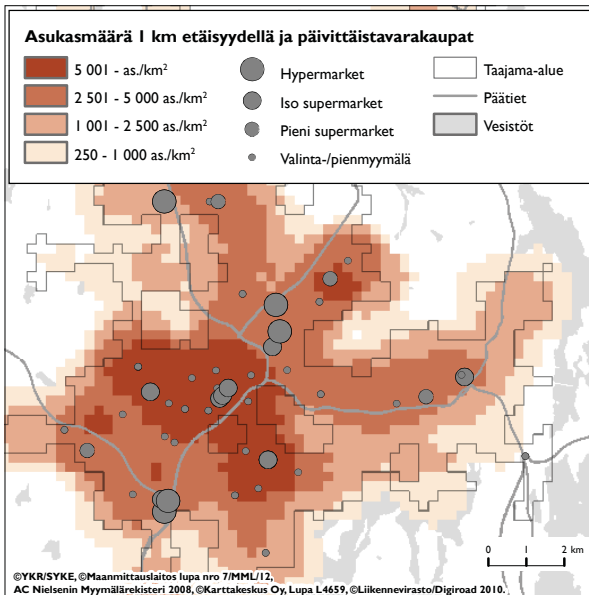 Asukasmäärä 1 km etäisyydellä ja päivittäistavarakaupat
5 001 - as./km²
2 501 - 5 000 as./km²
1 001 - 2 500 as./km²
250 - 1 000 as./km²
Hypermarket
Iso supermarket
Pieni supermarket
Valinta-/pienmyymälä
Taajama-alue
Päätiet
Vesistöt
0 1 2 km
©YKR/SYKE, ©Maanmittauslaitos lupa nro 7/MML/12,
AC Nielsenin Myymälärekisteri 2008, ©Karttakeskus Oy, Lupa L4659, ©Liikennevirasto/Digiroad 2010.